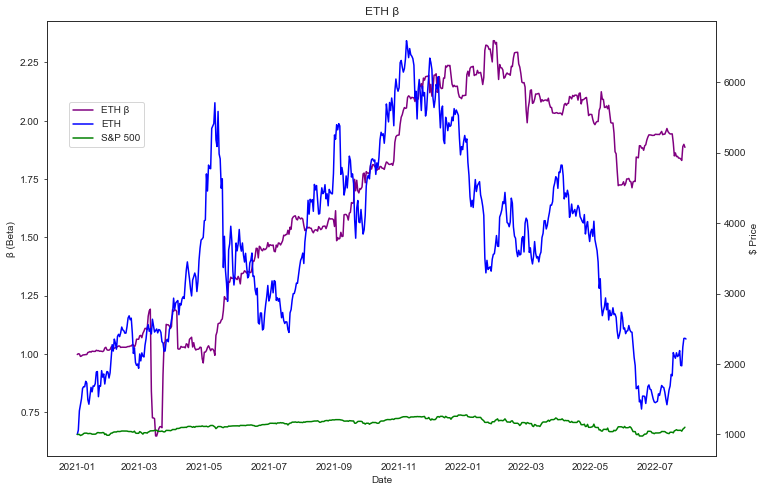 ETH β
2.25
2.00
1.75
1.50
1.25
1.00
0.75
β (Beta)
ETH β
ETH
S&P 500
6000
5000
4000
3000
2000
1000
$ Price
2021-01 2021-03 2021-05 2021-07 2021-09 2021-11 2022-01 2022-03 2022-05 2022-07
Date